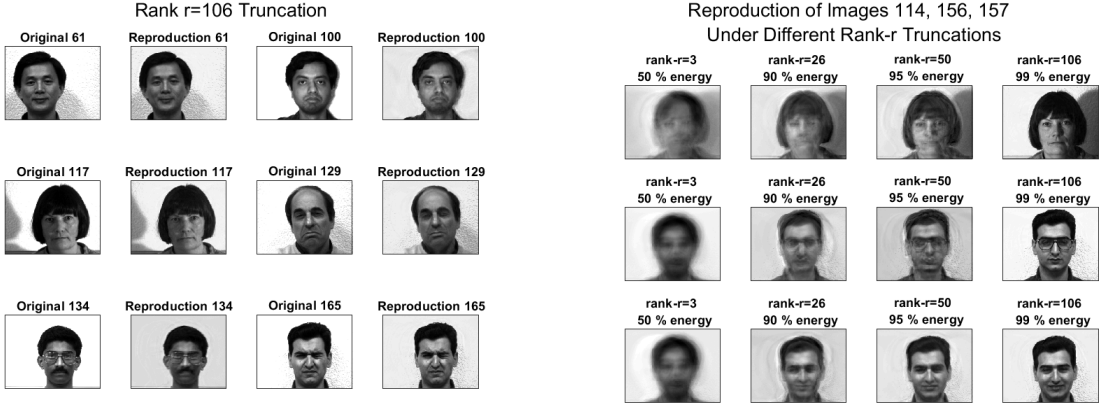 Rank r=106 Truncation
Original 61 Reproduction 61 Original 100 Reproduction 100
Original 117 Reproduction 117 Original 129 Reproduction 129
Original 134 Reproduction 134 Original 165 Reproduction 165
Reproduction of Images 114, 156, 157
Under Different Rank-r Truncations
rank-r=3 rank-r=26 rank-r=50 rank-r=106
50 % energy 90 % energy 95 % energy 99 % energy
rank-r=3 rank-r=26 rank-r=50 rank-r=106
50 % energy 90 % energy 95 % energy 99 % energy
rank-r=3 rank-r=26 rank-r=50 rank-r=106
50 % energy 90 % energy 95 % energy 99 % energy